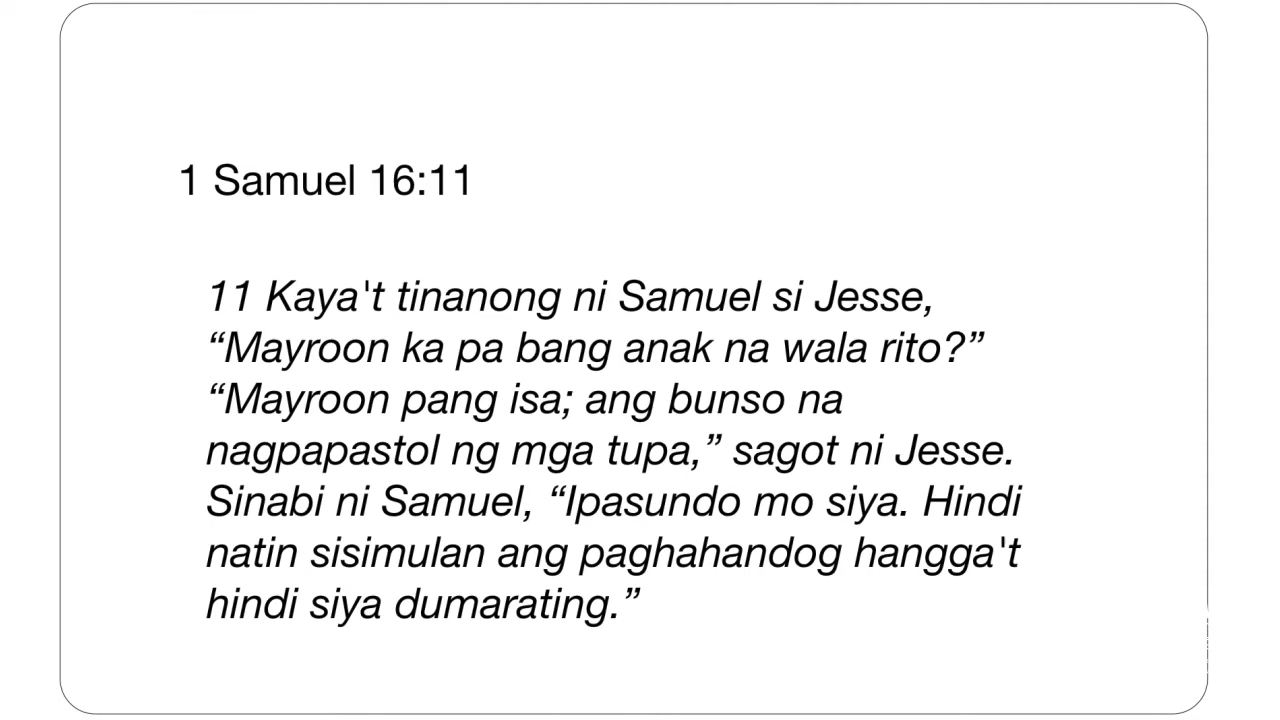 1 Samuel 16:11
11 Kaya't tinanong ni Samuel si Jesse,
“Mayroon ka pa bang anak na wala rito?”
“Mayroon pang isa; ang bunso na
nagpapastol ng mga tupa,” sagot ni Jesse.
Sinabi ni Samuel, “Ipasundo mo siya. Hindi
natin sisimulan ang paghahandog hangga't
hindi siya dumarating.”